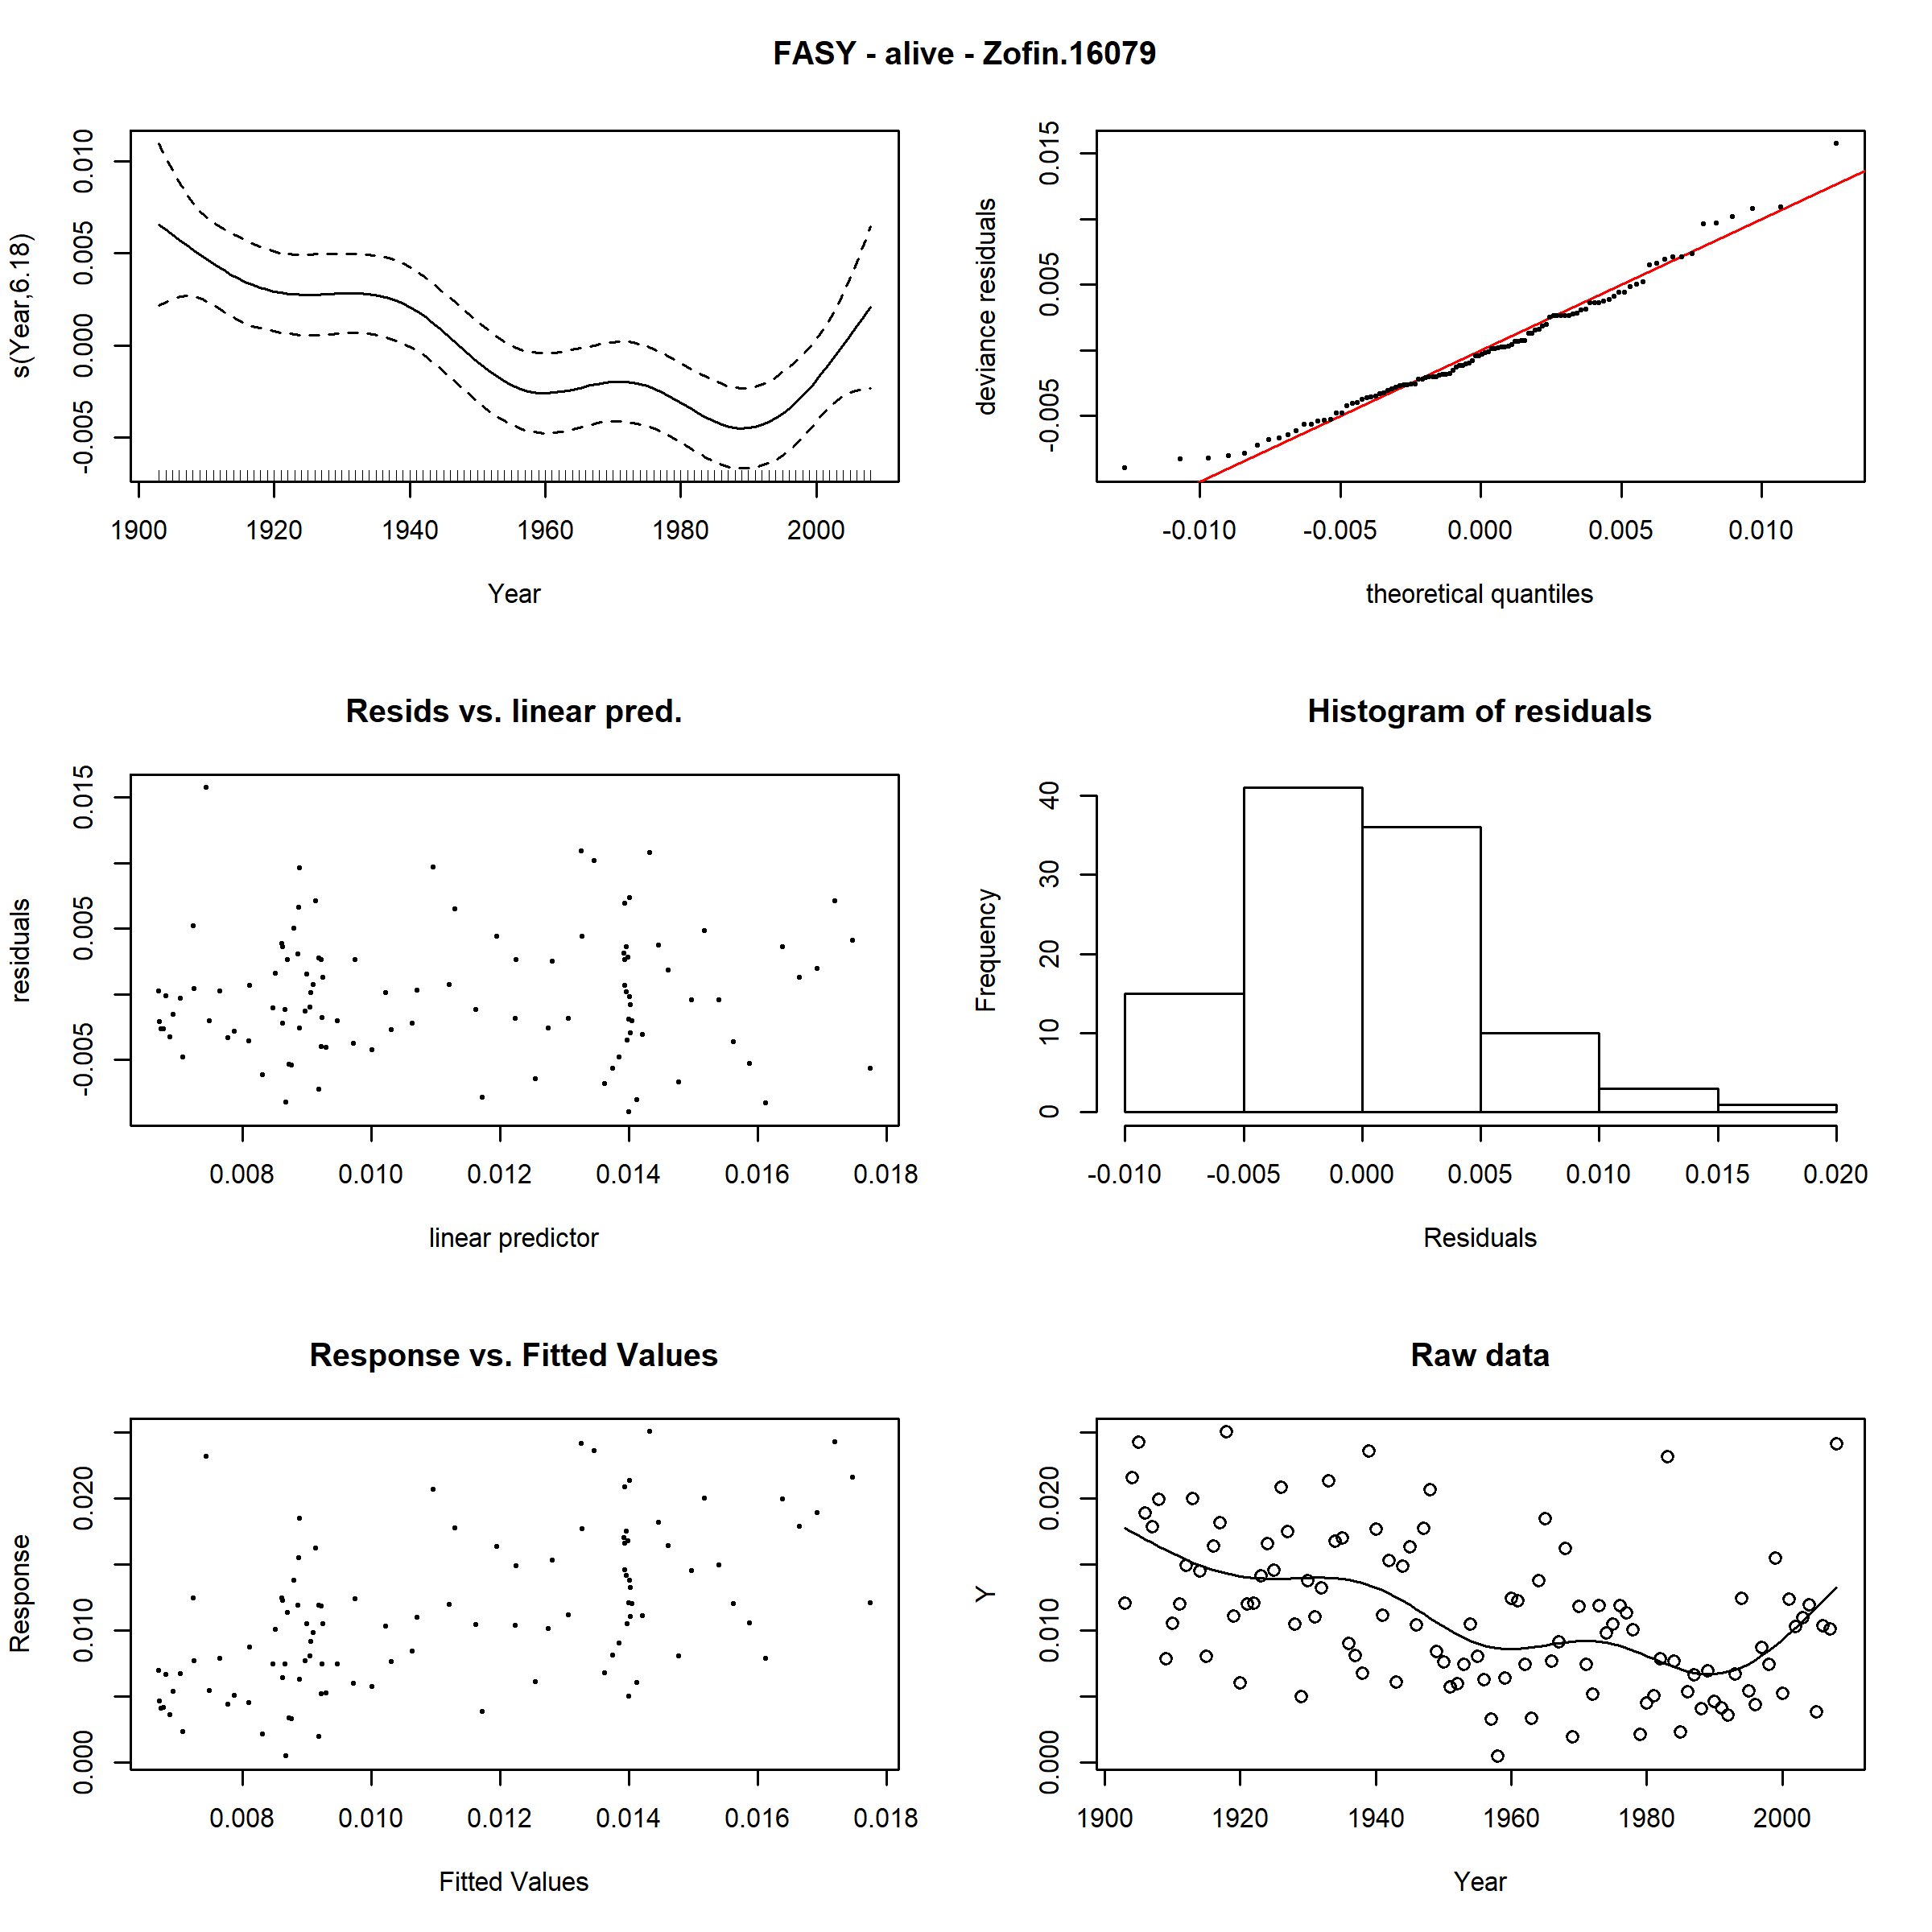 FASY - alive - Zofin.16079
s(Year,6.18)
-0.005 0.000 0.005 0.010
1900 1920 1940 1960 1980 2000
Year
deviance residuals
-0.005 0.005 0.015
-0.010 -0.005 0.000 0.005 0.010
theoretical quantiles
Resids vs. linear pred.
residuals
-0.005 0.005 0.015
0.008 0.010 0.012 0.014 0.016 0.018
linear predictor
Histogram of residuals
Frequency
0 10 20 30 40
-0.010 -0.005 0.000 0.005 0.010 0.015 0.020
Residuals
Response vs. Fitted Values
Response
0.000 0.010 0.020
0.008 0.010 0.012 0.014 0.016 0.018
Fitted Values
Raw data
Y
0.000 0.010 0.020
1900 1920 1940 1960 1980 2000
Year